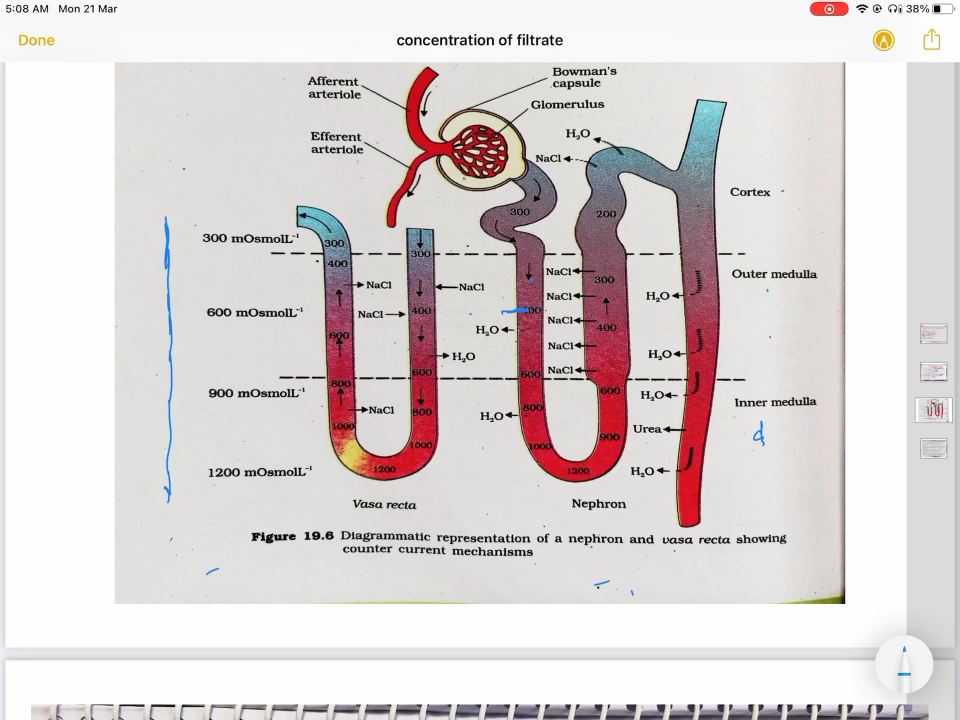 5:08 AM Mon 21 Mar
38%
Done
concentration of filtrate
Afferent
arteriole
Bowman's
capsule
Glomerulus
Efferent
arteriole
H₂O
NaCl
Cortex
300
200
300 mOsmolL⁻¹
300
300
400
NaCl
Outer medulla
300
NaCl
NaCl
NaCl
H₂O
600 mOsmolL⁻¹
NaCl
400
NaCl
400
600
H₂O
NaCl
H₂O
H₂O
600
600
NaCl
800
600
900 mOsmolL⁻¹
H₂O
Inner medulla
NaCl
800
H₂O
800
1000
Urea
d
900
1000
1000
1200 mOsmolL⁻¹
1200
1200
H₂O
Vasa recta
Nephron
Figure 19.6 Diagrammatic representation of a nephron and vasa recta showing
counter current mechanisms